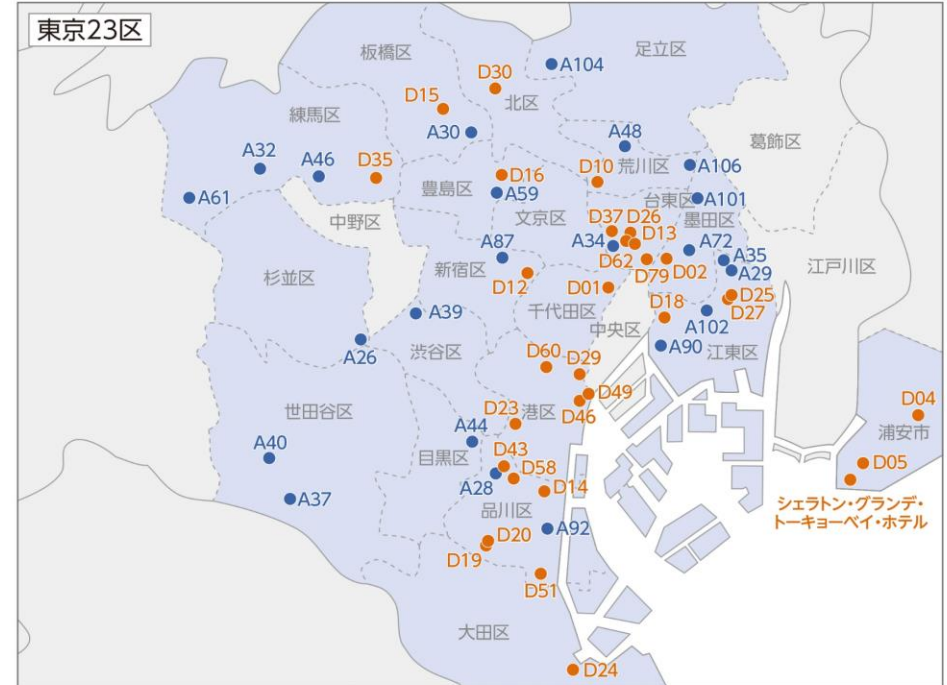 東京23区
板橋区
足立区
A104
D30
D15
北区
練馬区
A30
A48
葛飾区
A32
A46
D35
荒川区
A106
D16
D10
豊島区
A59
A61
台東区
A101
中野区
文京区
墨田区
D37
D26
D13
A34
A87
A72
A35
D62
新宿区
杉並区
D79
D02
A29
江戸川区
D12
D01
D25
D18
D27
千代田区
A39
A102
中央区
A90
江東区
渋谷区
A26
D60
D29
D49
D04
世田谷区
D23
港区
D46
A44
浦安市
A40
目黒区
D43
D58
D05
A28
D14
A37
シェラトン・グランデ・
トーキョーベイ・ホテル
品川区
A92
D20
D19
D51
大田区
D24